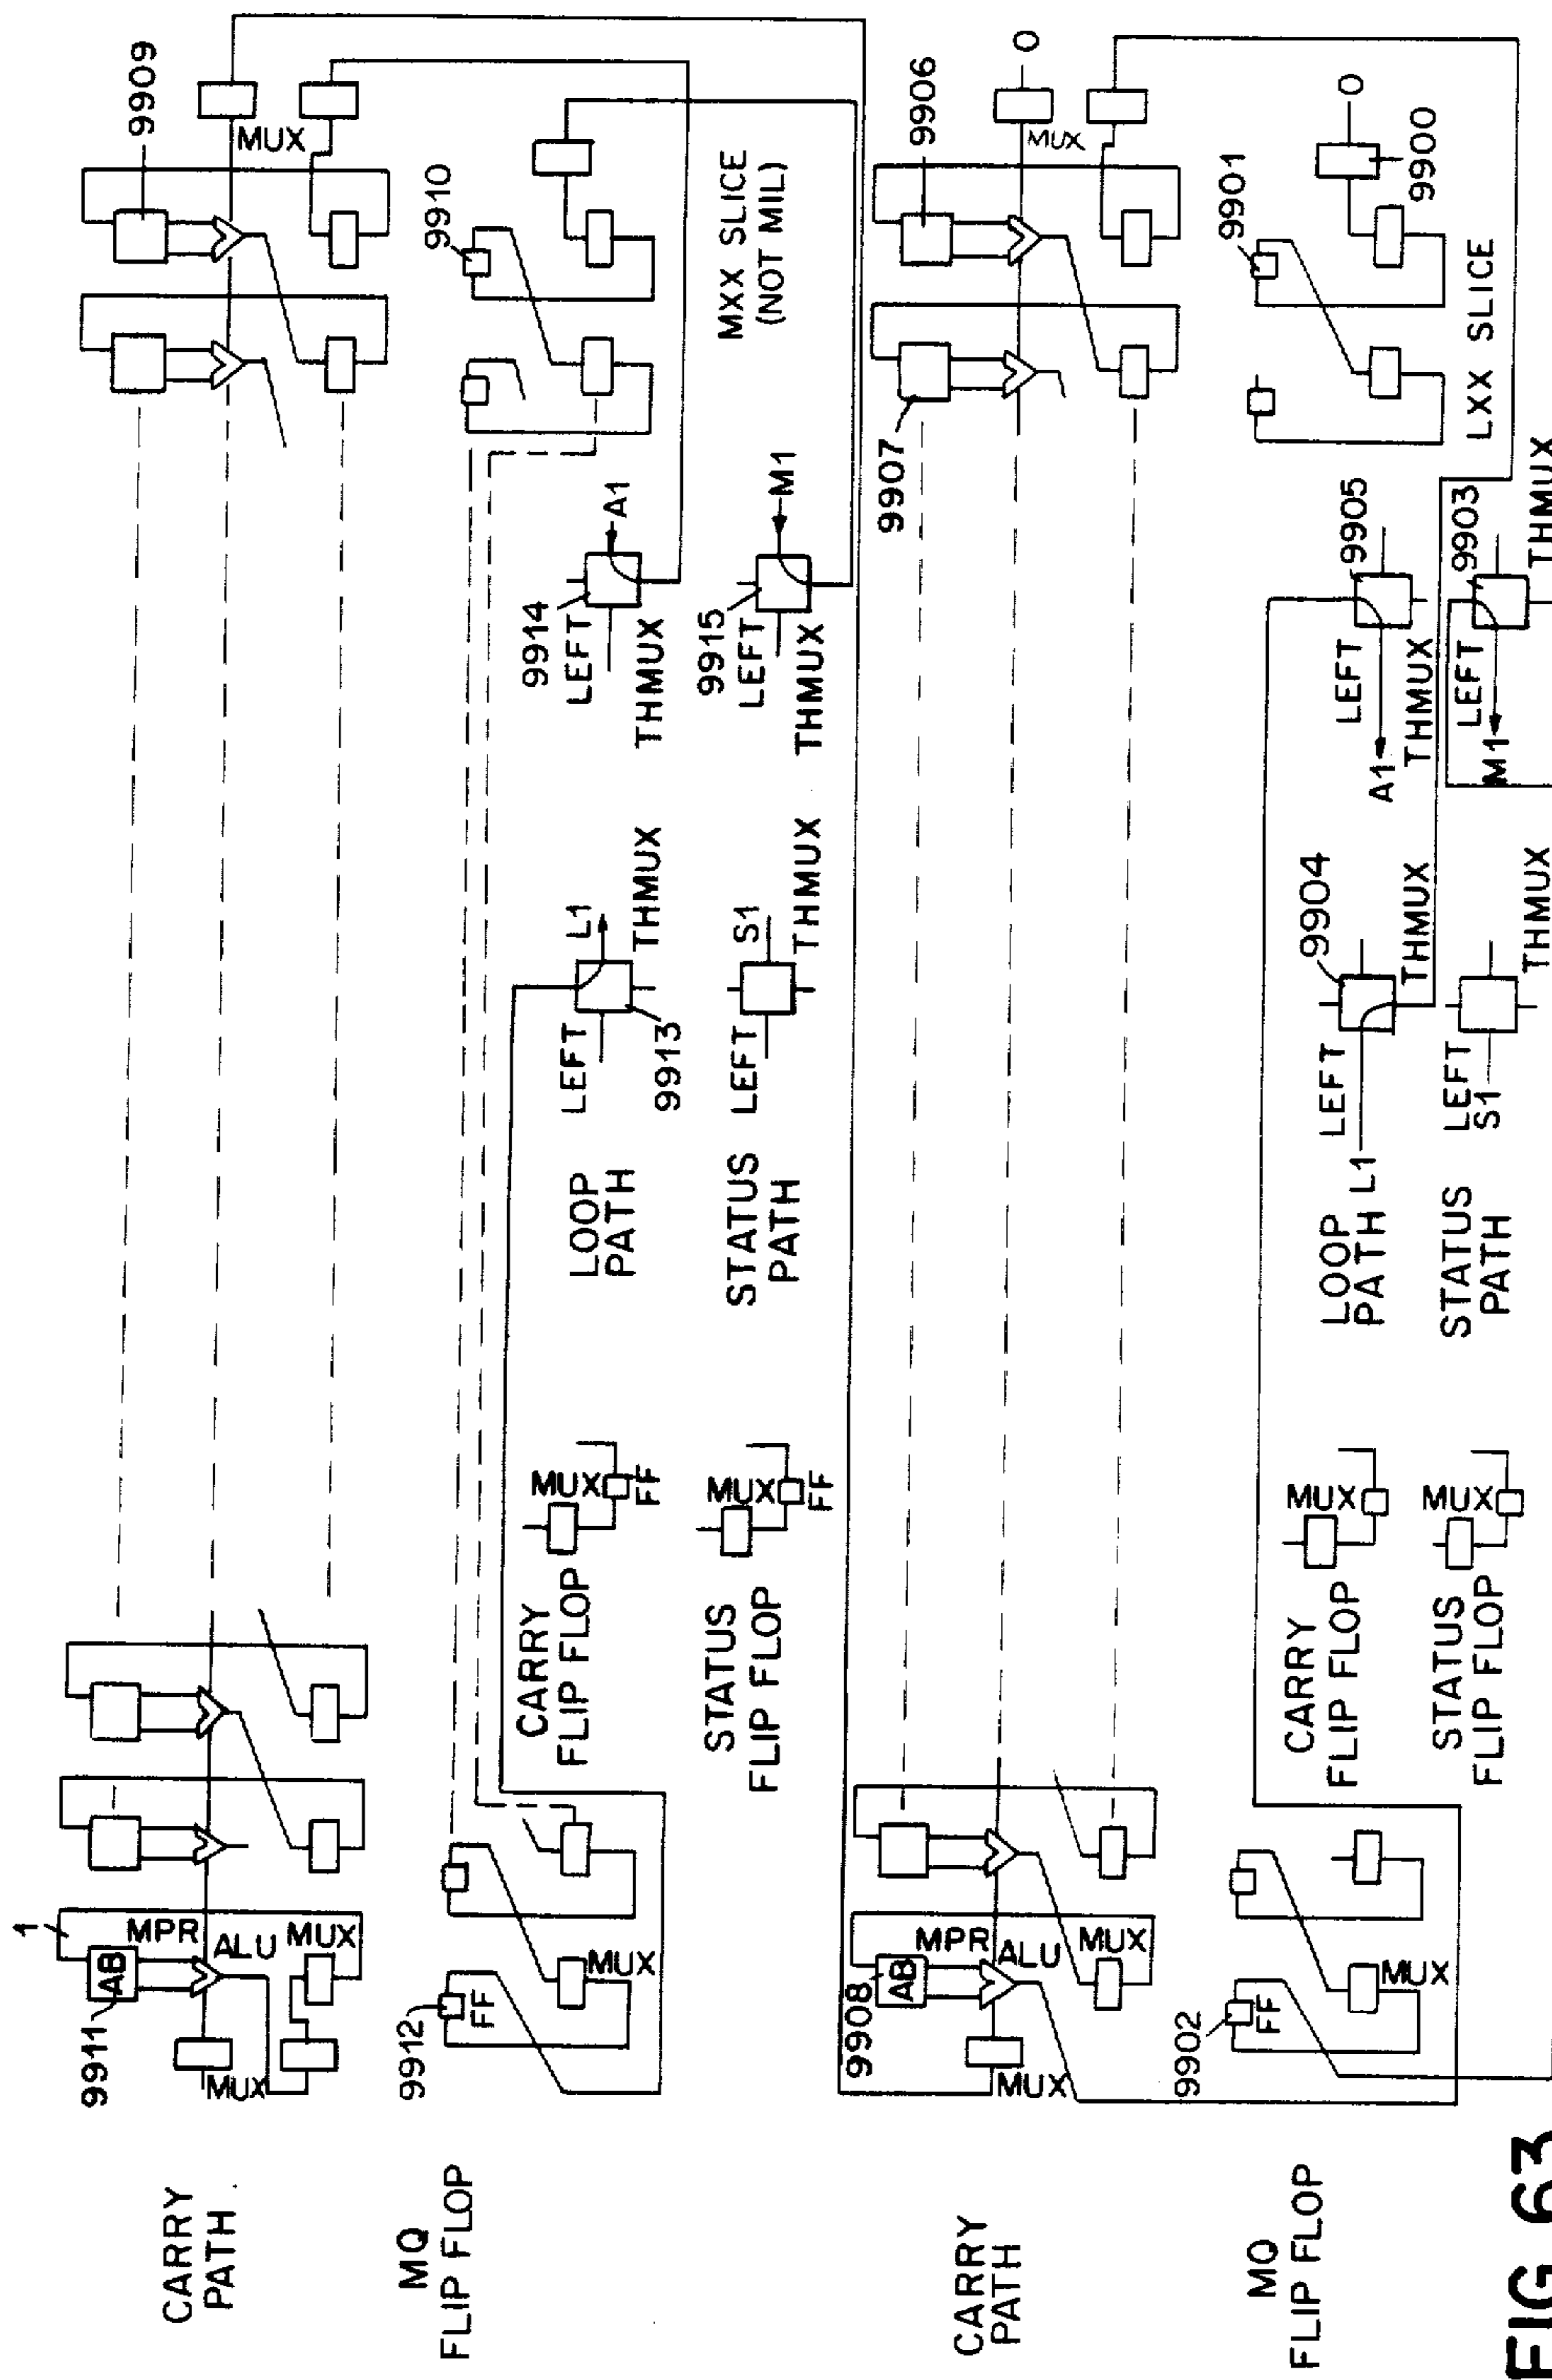 CARRY
PATH
9911
1
AB
MPR
ALU
MUX
MUX
MUX
9909
MQ
FLIP FLOP
9912
FF
MUX
9910
CARRY
FLIP FLOP
MUX
FF
LOOP
PATH
LEFT
L1
THMUX
9913
9914
LEFT
A1
THMUX
STATUS
FLIP FLOP
MUX
FF
STATUS
PATH
LEFT
S1
THMUX
9915
LEFT
M1
THMUX
MXX SLICE
(NOT MIL)
CARRY
PATH
9908
AB
MPR
ALU
MUX
MUX
9907
9906
MUX
0
MQ
FLIP FLOP
9902
FF
MUX
9901
0
9900
CARRY
FLIP FLOP
MUX
LOOP
PATH L1
LEFT
9904
THMUX
LEFT
9905
A1
THMUX
STATUS
FLIP FLOP
MUX
STATUS
PATH
LEFT
S1
THMUX
LEFT
9903
M1
THMUX
LXX SLICE
FIG 63